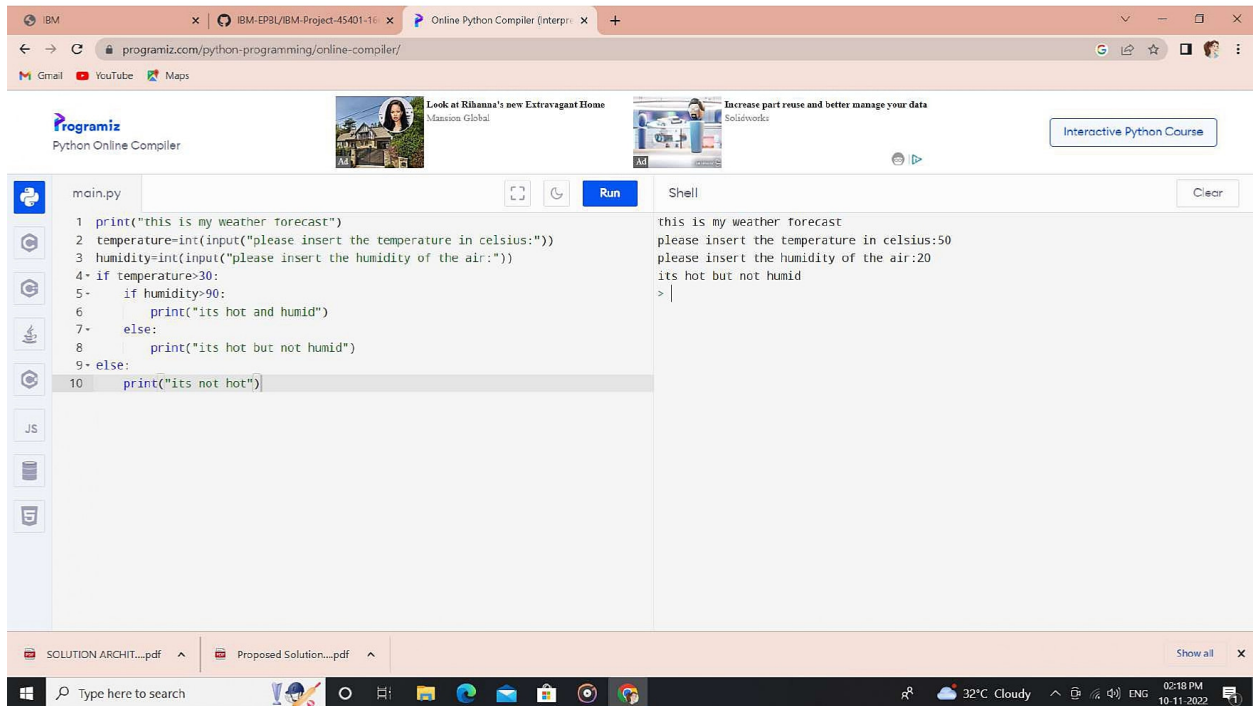 IBM
IBM-EPBL/IBM-Project-45401-16
Online Python Compiler (Interpre
programiz.com/python-programming/online-compiler/
Gmail
YouTube
Maps
Programiz
Python Online Compiler
Look at Rihanna's new Extravagant Home
Mansion Global
Ad
Increase part reuse and better manage your data
Solidworks
Ad
Interactive Python Course
main.py
Run
Shell
Clear
1 print("this is my weather forecast")
2 temperature=int(input("please insert the temperature in celsius:"))
3 humidity=int(input("please insert the humidity of the air:"))
4 if temperature>30:
5 if humidity>90:
6 print("its hot and humid")
7 else:
8 print("its hot but not humid")
9 else:
10 print("its not hot")
this is my weather forecast
please insert the temperature in celsius:50
please insert the humidity of the air:20
its hot but not humid
>
JS
SOLUTION ARCHIT....pdf
Proposed Solution....pdf
Show all
Type here to search
32°C Cloudy
ENG
02:18 PM
10-11-2022
1